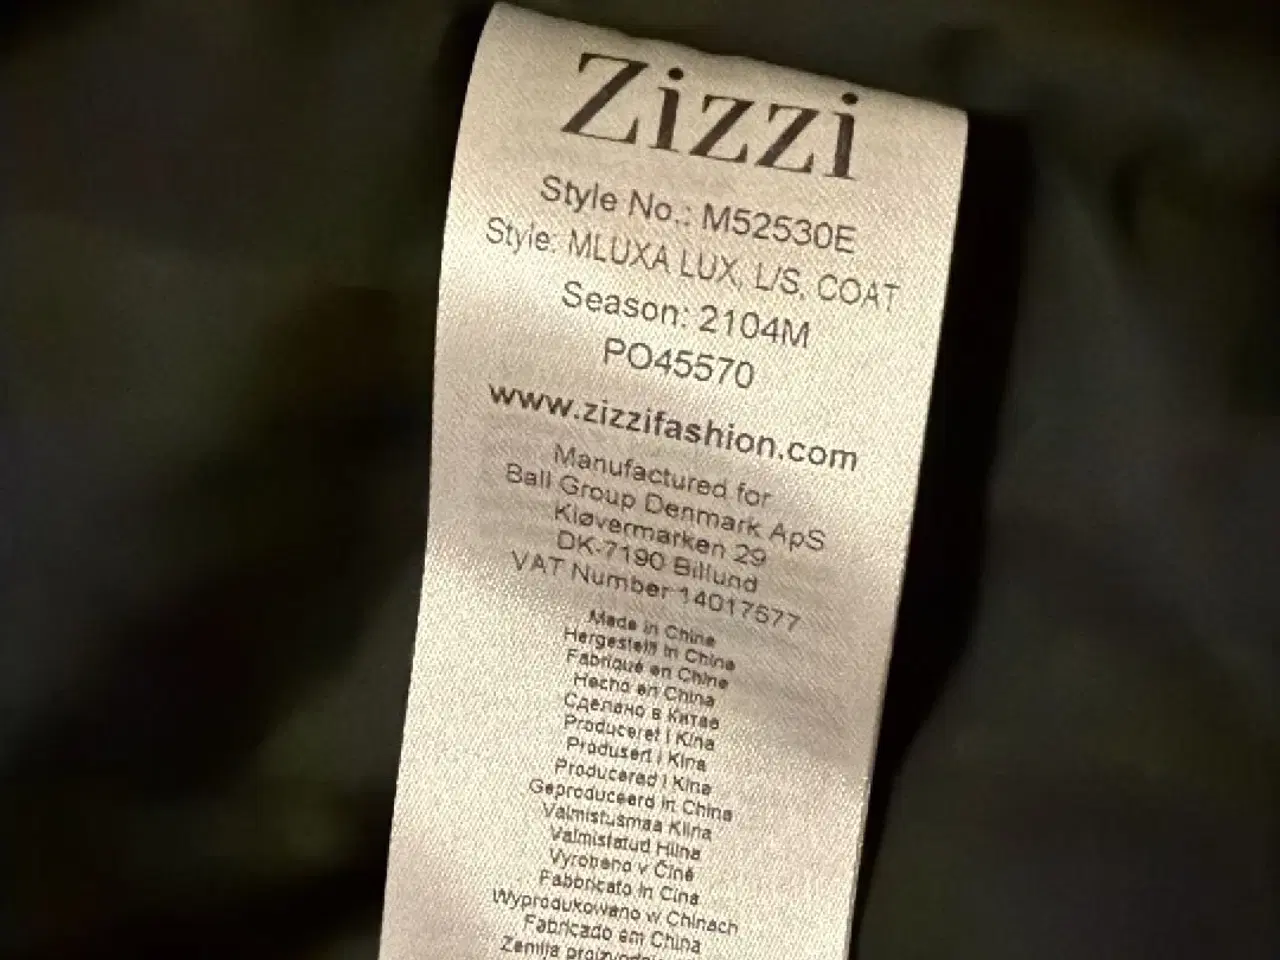 Zizzi
Style No.: M52530E
Style: MLUXA LUX, L/S, COAT
Season: 2104M
PO45570
www.zizzifashion.com
Manufactured for
Ball Group Denmark ApS
Kløvermarken 29
DK-7190 Billund
VAT Number 14017577
Made in China
Hergestellt in China
Fabriqué en Chine
Hecho en China
Сделано в Китае
Produceret i Kina
Produsert i Kina
Producerad i Kina
Geproduceerd in China
Valmistusmaa Kiina
Valmistatud Hiina
Vyrobeno v Číně
Fabbricato in Cina
Wyprodukowano w Chinach
Fabricado em China
Zemlja